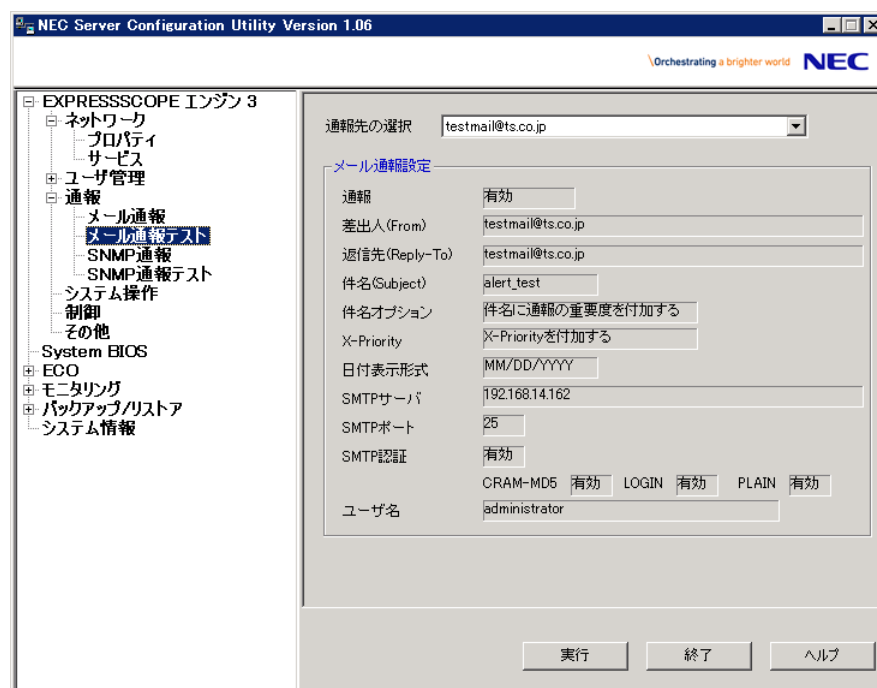 NEC Server Configuration Utility Version 1.06
\Orchestrating a brighter world NEC
EXPRESSSCOPE エンジン 3
ネットワーク
プロパティ
サービス
ユーザ管理
通報
メール通報
メール通報テスト
SNMP通報
SNMP通報テスト
システム操作
制御
その他
System BIOS
ECO
モニタリング
バックアップ/リストア
システム情報
通報先の選択 testmail@ts.co.jp
メール通報設定
通報 有効
差出人(From) testmail@ts.co.jp
返信先(Reply-To) testmail@ts.co.jp
件名(Subject) alert_test
件名オプション 件名に通報の重要度を付加する
X-Priority X-Priorityを付加する
日付表示形式 MM/DD/YYYY
SMTPサーバ 192.168.14.162
SMTPポート 25
SMTP認証 有効
CRAM-MD5 有効 LOGIN 有効 PLAIN 有効
ユーザ名 administrator
実行 終了 ヘルプ